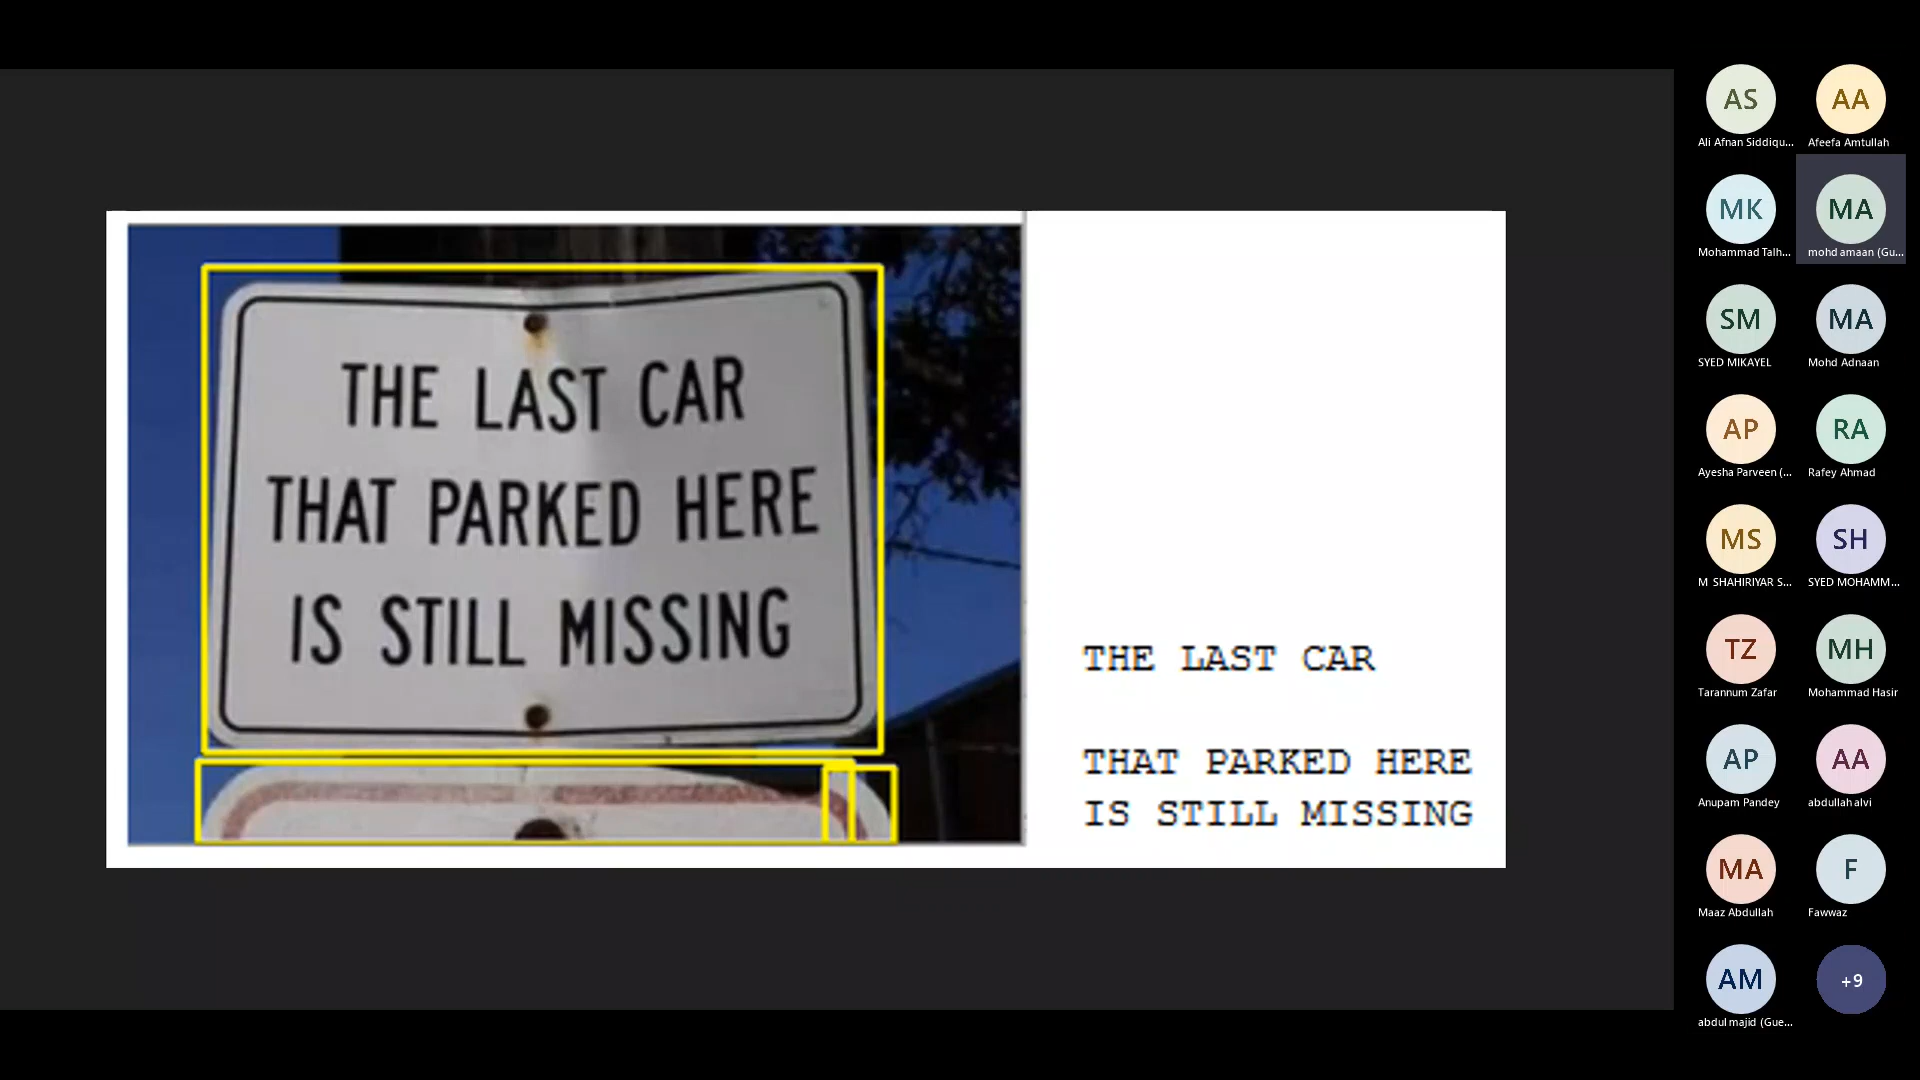 THE LAST CAR
THAT PARKED HERE
IS STILL MISSING
THE LAST CAR
THAT PARKED HERE
IS STILL MISSING
AS
Ali Afnan Siddiqu...
AA
Afeefa Amtullah
MK
Mohammad Talh...
MA
mohd amaan (Gu...
SM
SYED MIKAYEL
MA
Mohd Adnaan
AP
Ayesha Parveen (...
RA
Rafey Ahmad
MS
M SHAHIRIYAR S...
SH
SYED MOHAMM...
TZ
Tarannum Zafar
MH
Mohammad Hasir
AP
Anupam Pandey
AA
abdullah alvi
MA
Maaz Abdullah
F
Fawwaz
AM
abdul majid (Gue...
+9